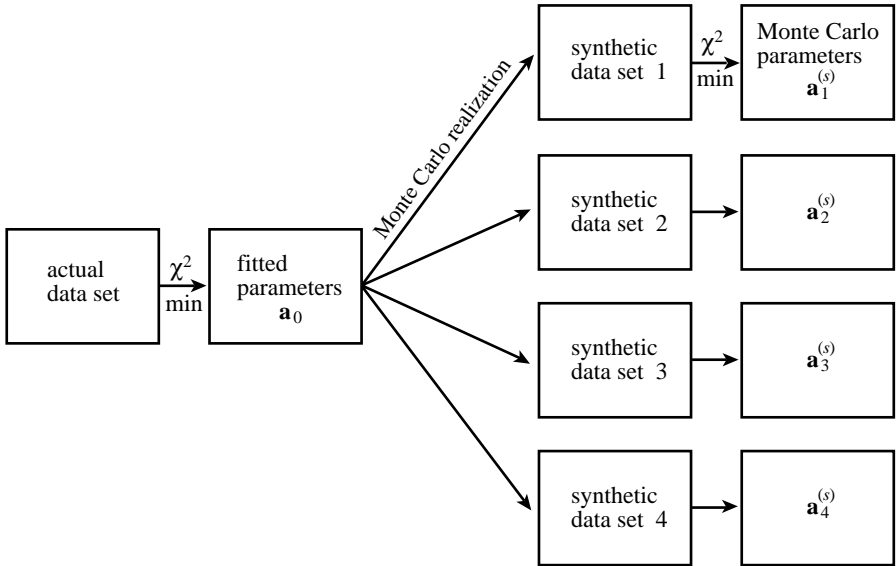 actual
data set
χ²
min
fitted
parameters
a₀
Monte Carlo realization
synthetic
data set 1
χ²
min
Monte Carlo
parameters
a₁⁽ˢ⁾
synthetic
data set 2
a₂⁽ˢ⁾
synthetic
data set 3
a₃⁽ˢ⁾
synthetic
data set 4
a₄⁽ˢ⁾